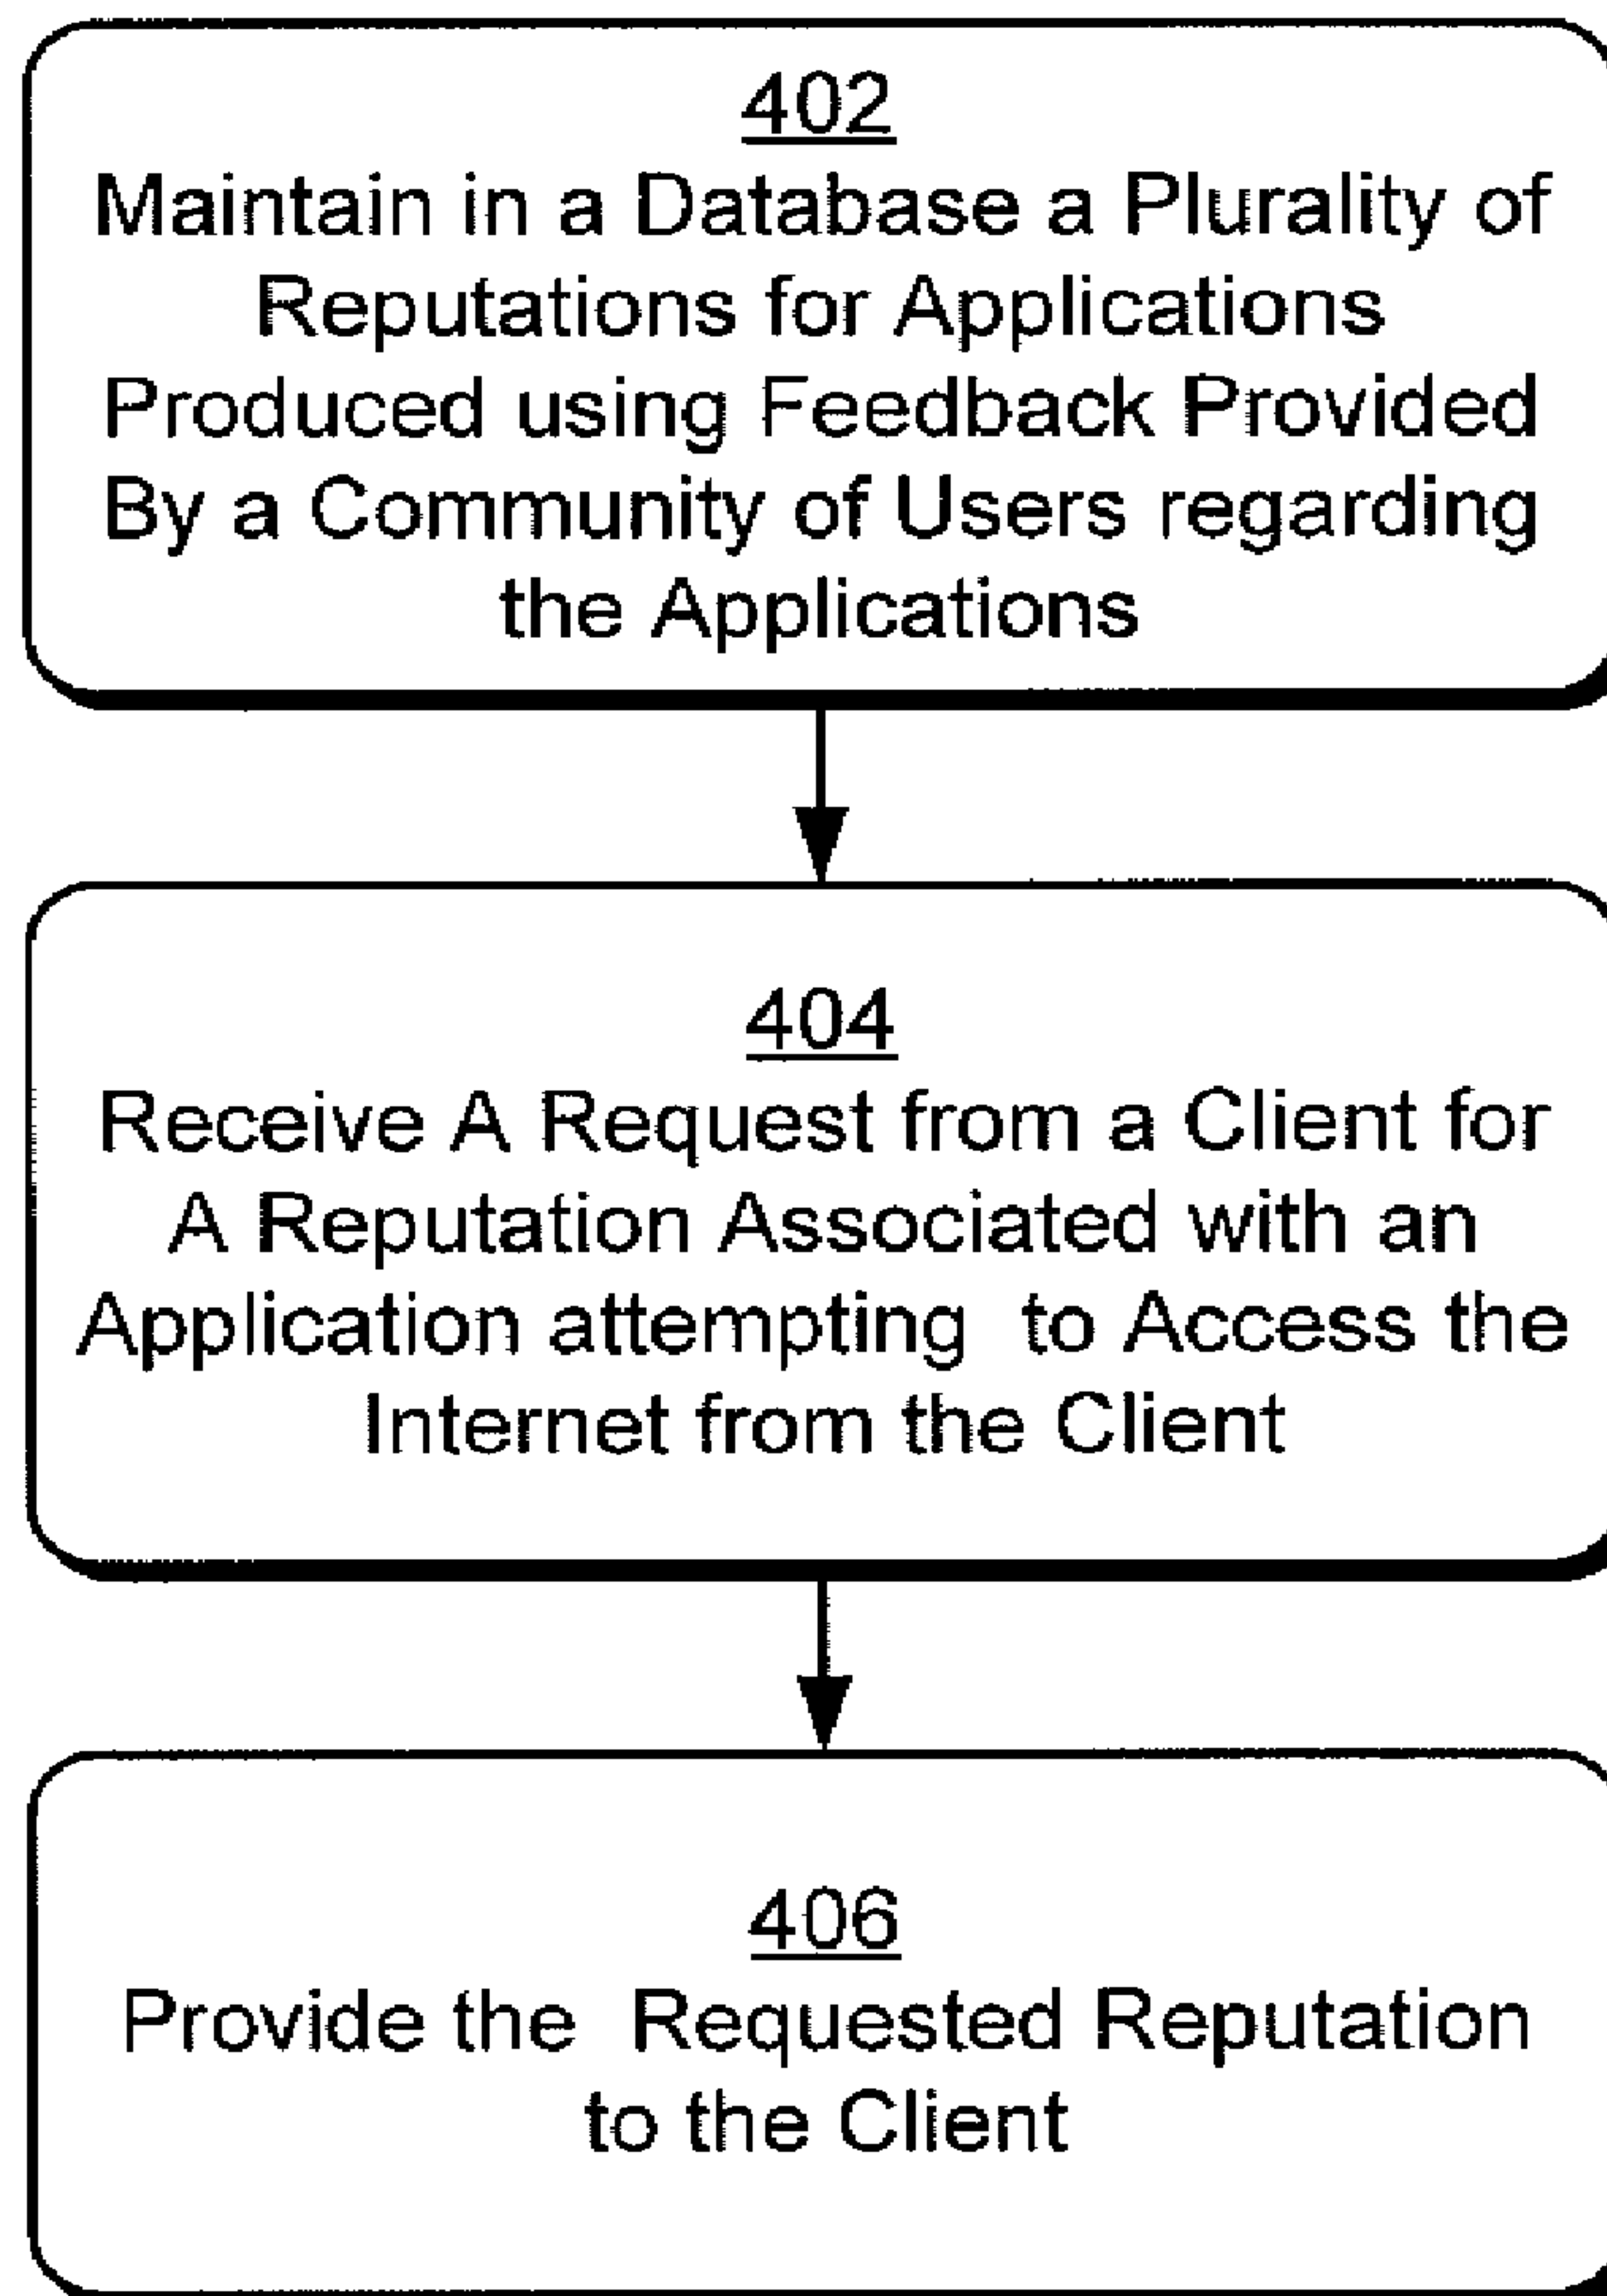 402
Maintain in a Database a Plurality of
Reputations for Applications
Produced using Feedback Provided
By a Community of Users regarding
the Applications
404
Receive A Request from a Client for
A Reputation Associated with an
Application attempting to Access the
Internet from the Client
406
Provide the Requested Reputation
to the Client